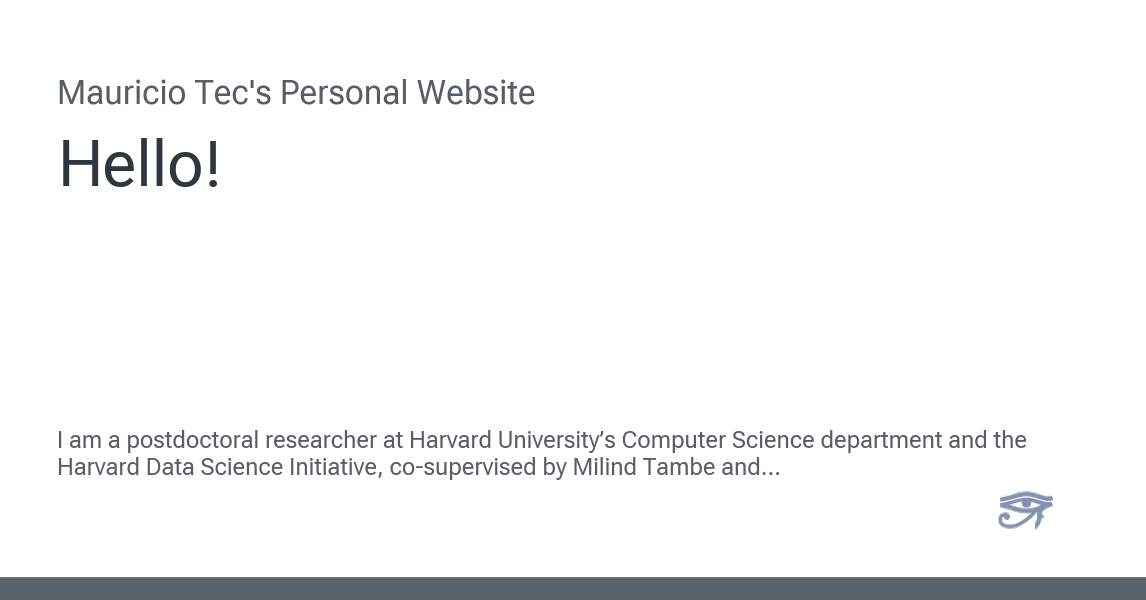 Mauricio Tec's Personal Website
Hello!
I am a postdoctoral researcher at Harvard University’s Computer Science department and the
Harvard Data Science Initiative, co-supervised by Milind Tambe and...